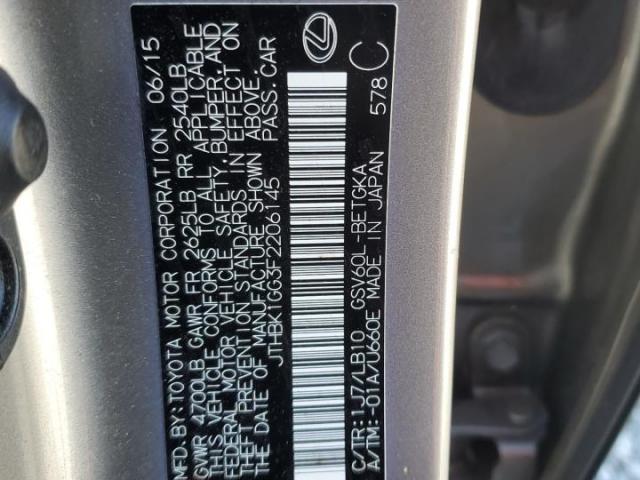 MFD. BY: TOYOTA MOTOR CORPORATION 06/15
GVWR 4700LB GAWR FR 2625LB RR 2540LB
THIS VEHICLE CONFORMS TO ALL APPLICABLE
FEDERAL MOTOR VEHICLE SAFETY, BUMPER, AND
THEFT PREVENTION STANDARDS IN EFFECT ON
THE DATE OF MANUFACTURE SHOWN ABOVE.
JTHBK1GG3F2206145 PASS. CAR
C/TR: 1J7/LB10 GSV60L-BETGKA
A/TM: -01A/U660E MADE IN JAPAN 578 C